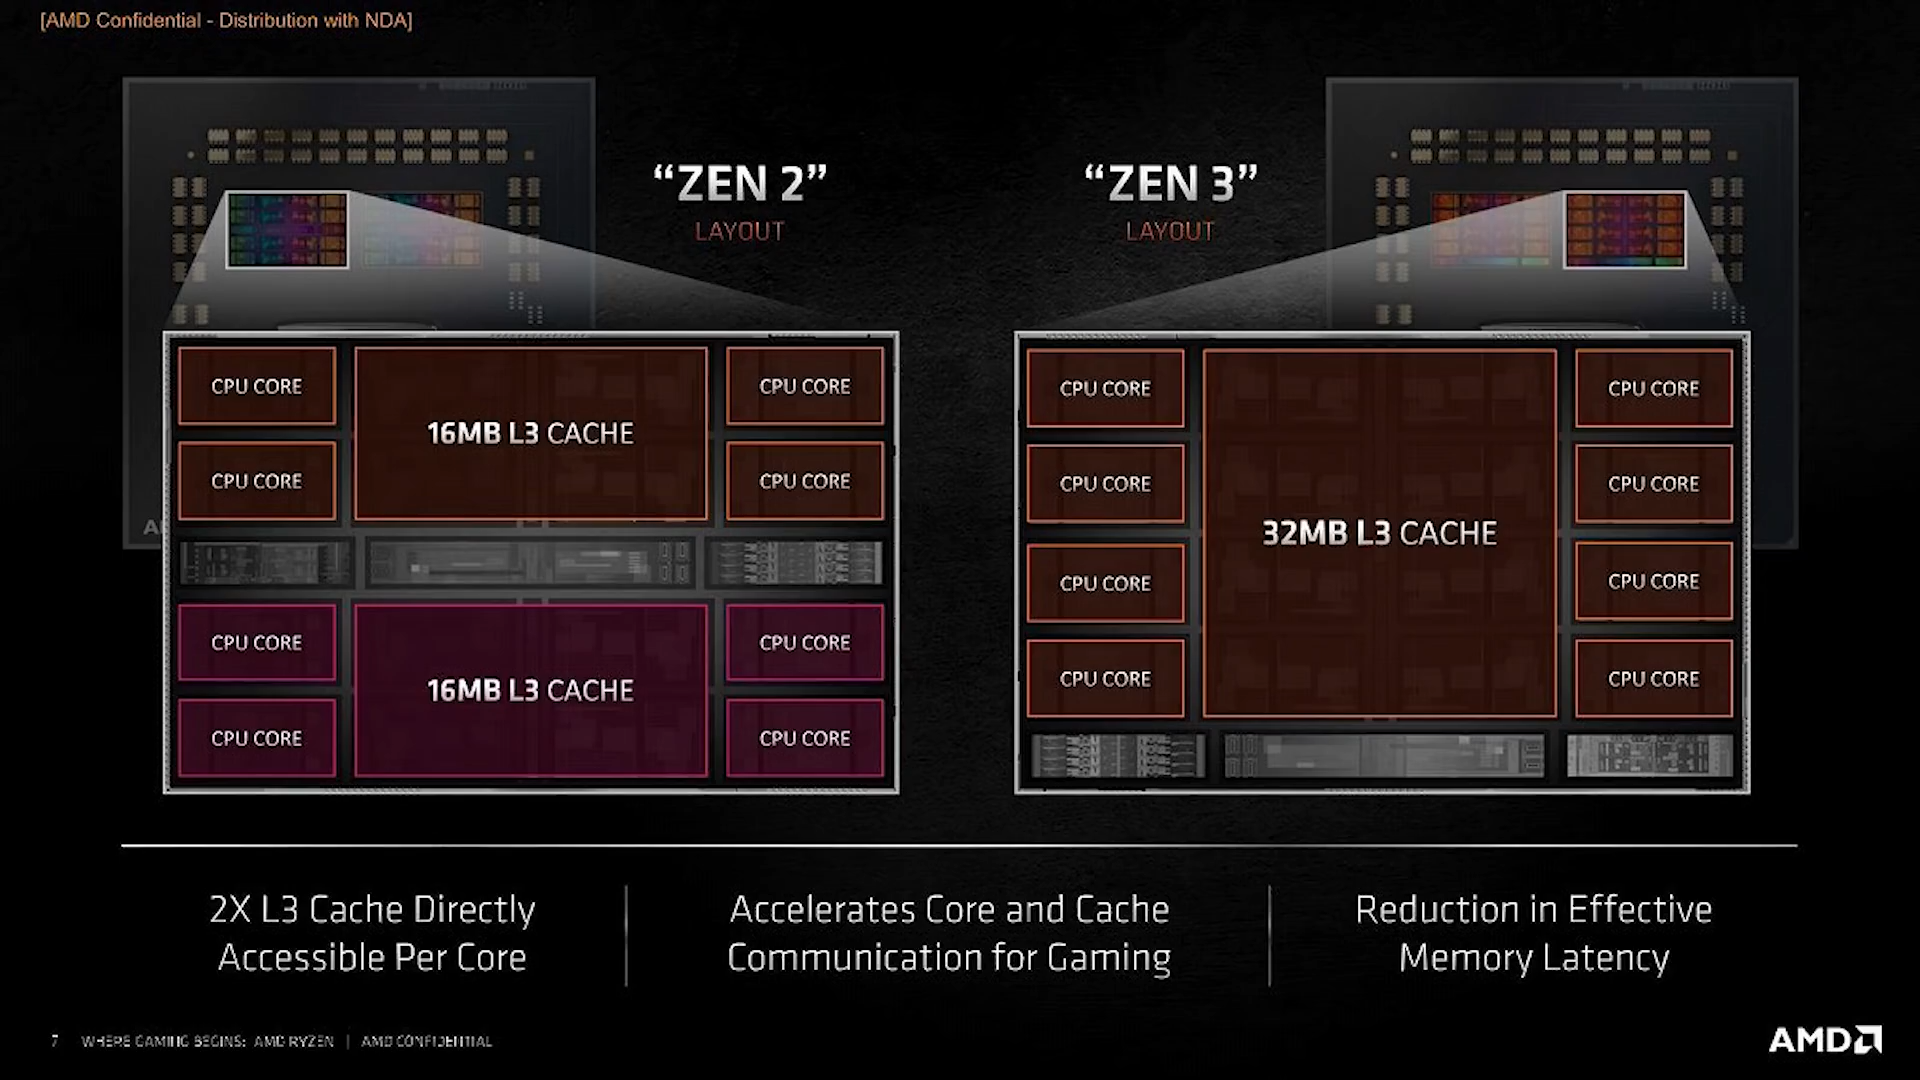 [AMD Confidential - Distribution with NDA]
“ZEN 2”
LAYOUT
“ZEN 3”
LAYOUT
CPU CORE
16MB L3 CACHE
CPU CORE
CPU CORE
CPU CORE
CPU CORE
16MB L3 CACHE
CPU CORE
CPU CORE
CPU CORE
CPU CORE
CPU CORE
CPU CORE
CPU CORE
32MB L3 CACHE
CPU CORE
CPU CORE
CPU CORE
CPU CORE
2X L3 Cache Directly
Accessible Per Core
Accelerates Core and Cache
Communication for Gaming
Reduction in Effective
Memory Latency
7 WHERE GAMING BEGINS: AMD RYZEN | AMD CONFIDENTIAL
AMD